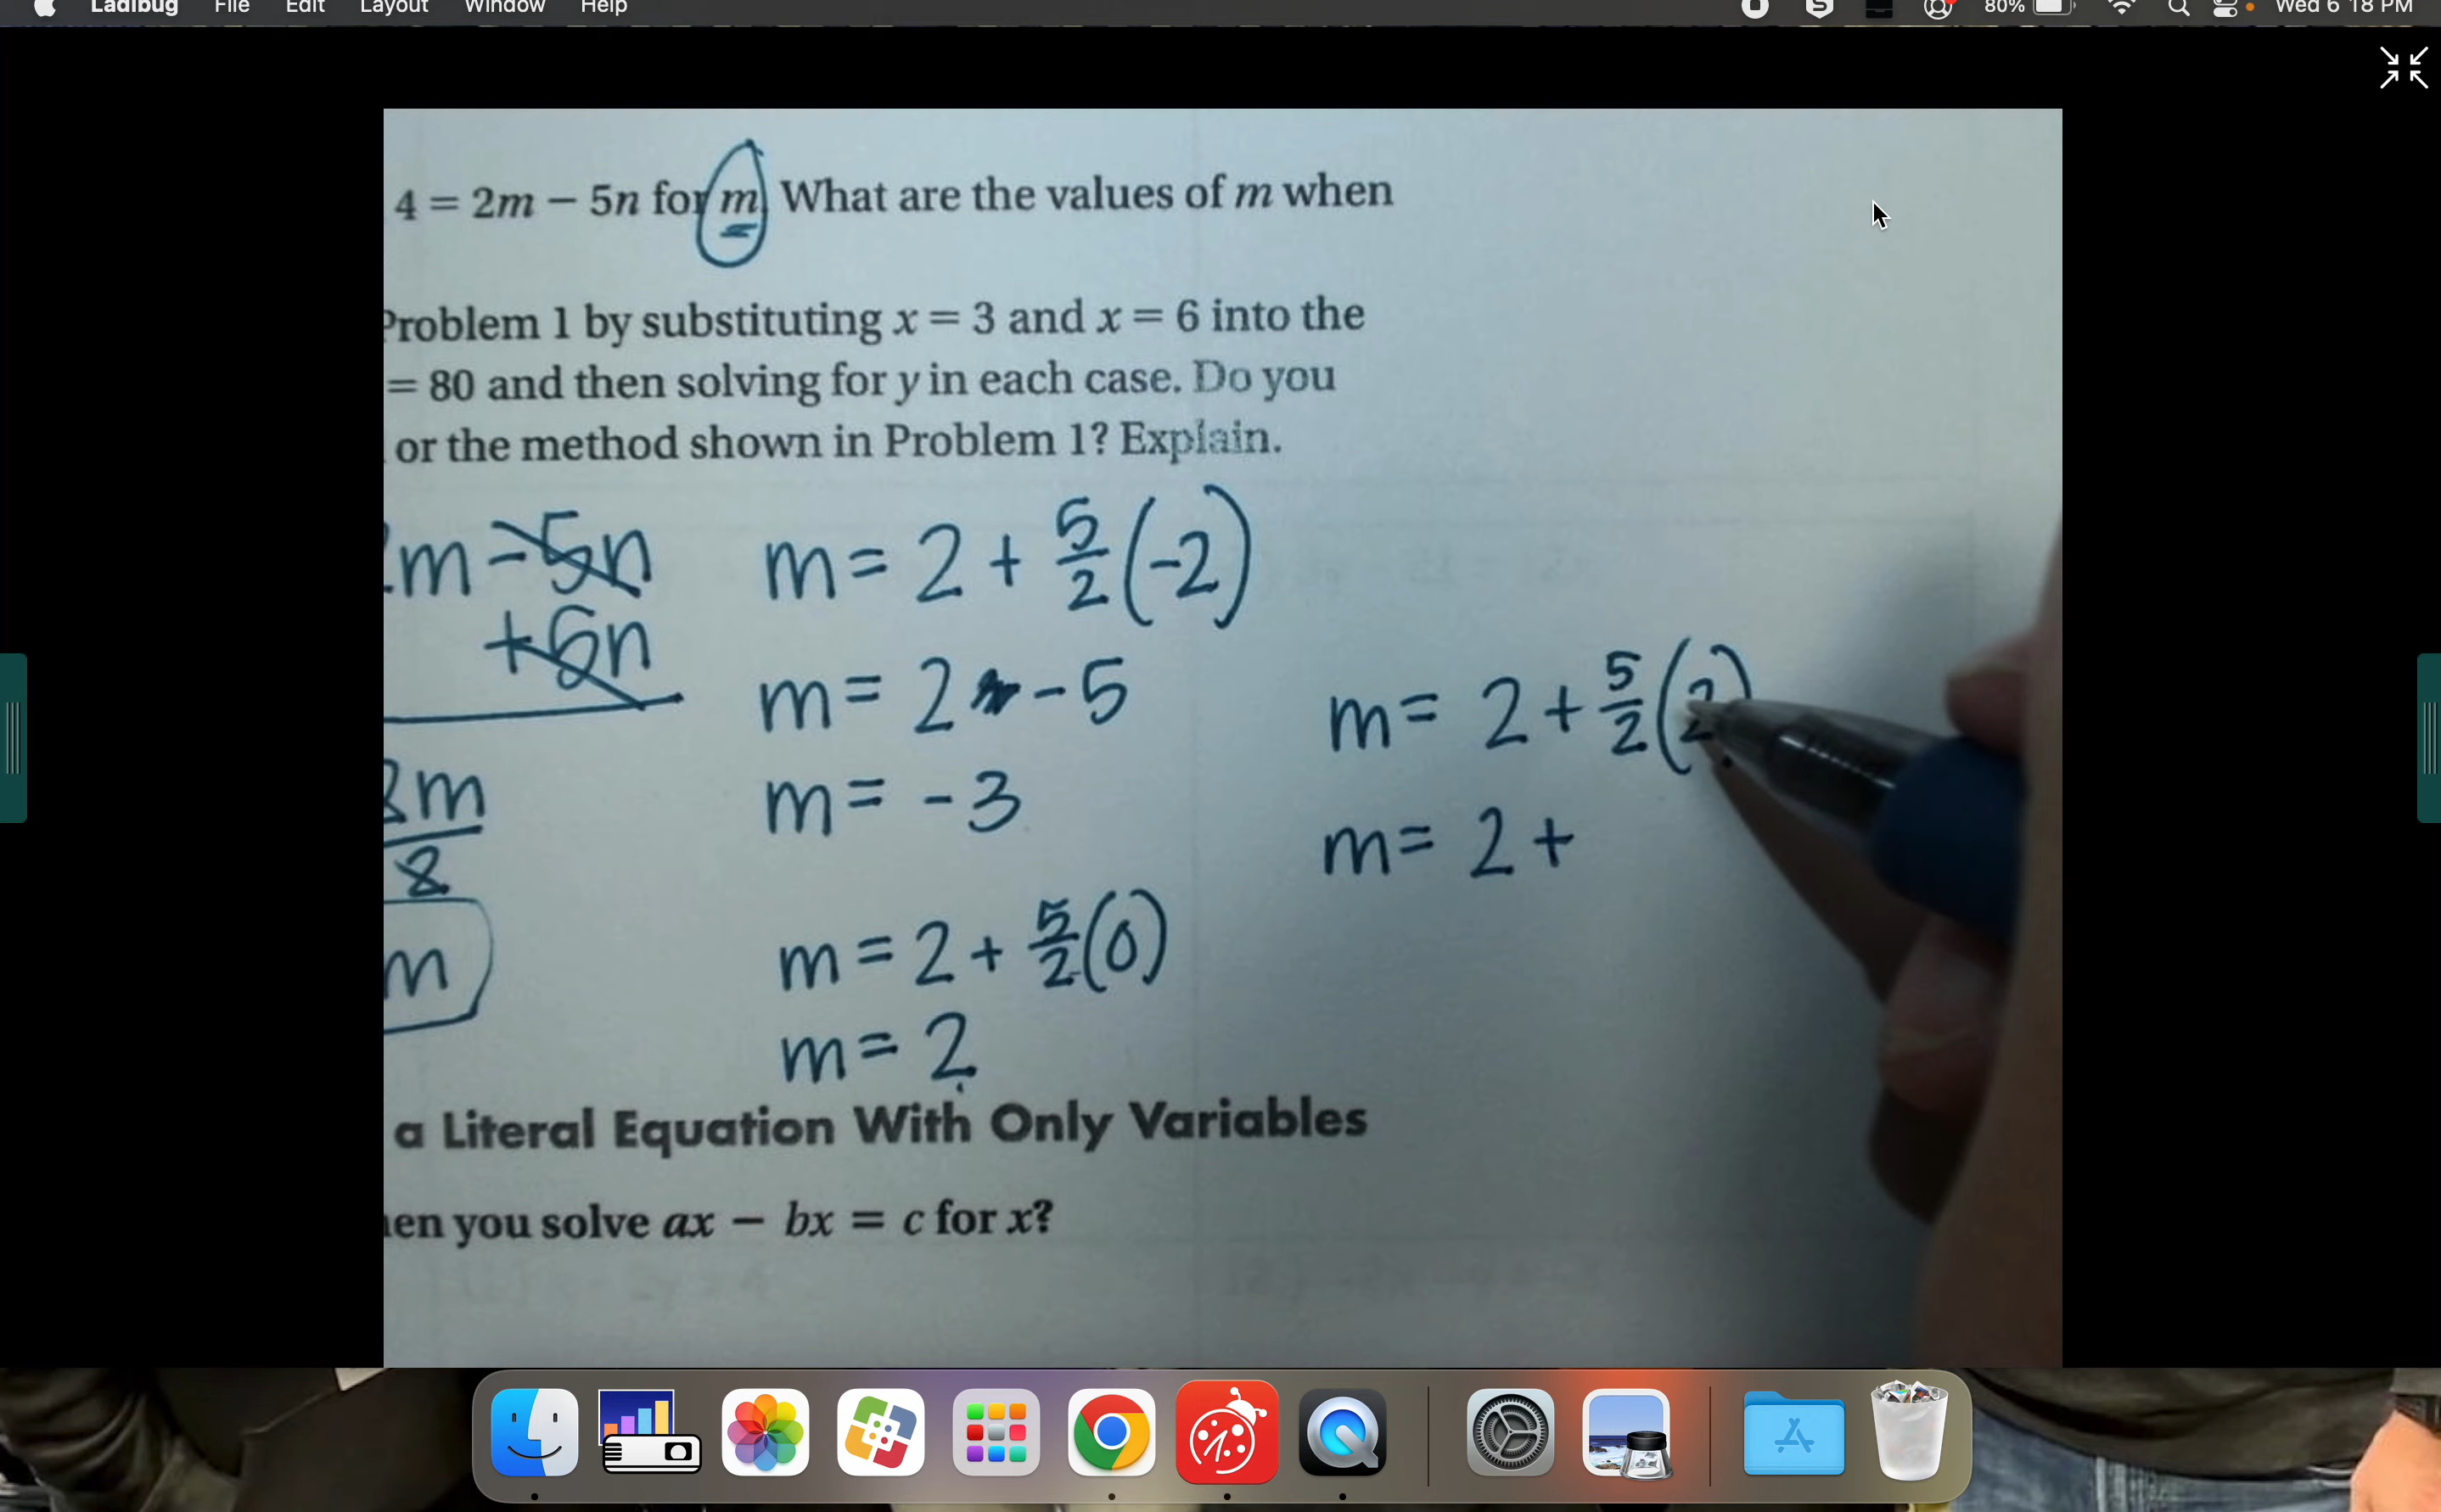 Ladibug File Edit Layout Window Help 80% Wed 6 18 PM
4 = 2m − 5n for m. What are the values of m when
Problem 1 by substituting x = 3 and x = 6 into the
= 80 and then solving for y in each case. Do you
or the method shown in Problem 1? Explain.
2m -5n
+5n
2m
2
m
m = 2 + 5/2 (-2)
m = 2 - 5
m = -3
m = 2 + 5/2 (0)
m = 2
m = 2 + 5/2 (2)
m = 2 +
a Literal Equation With Only Variables
en you solve ax − bx = c for x?